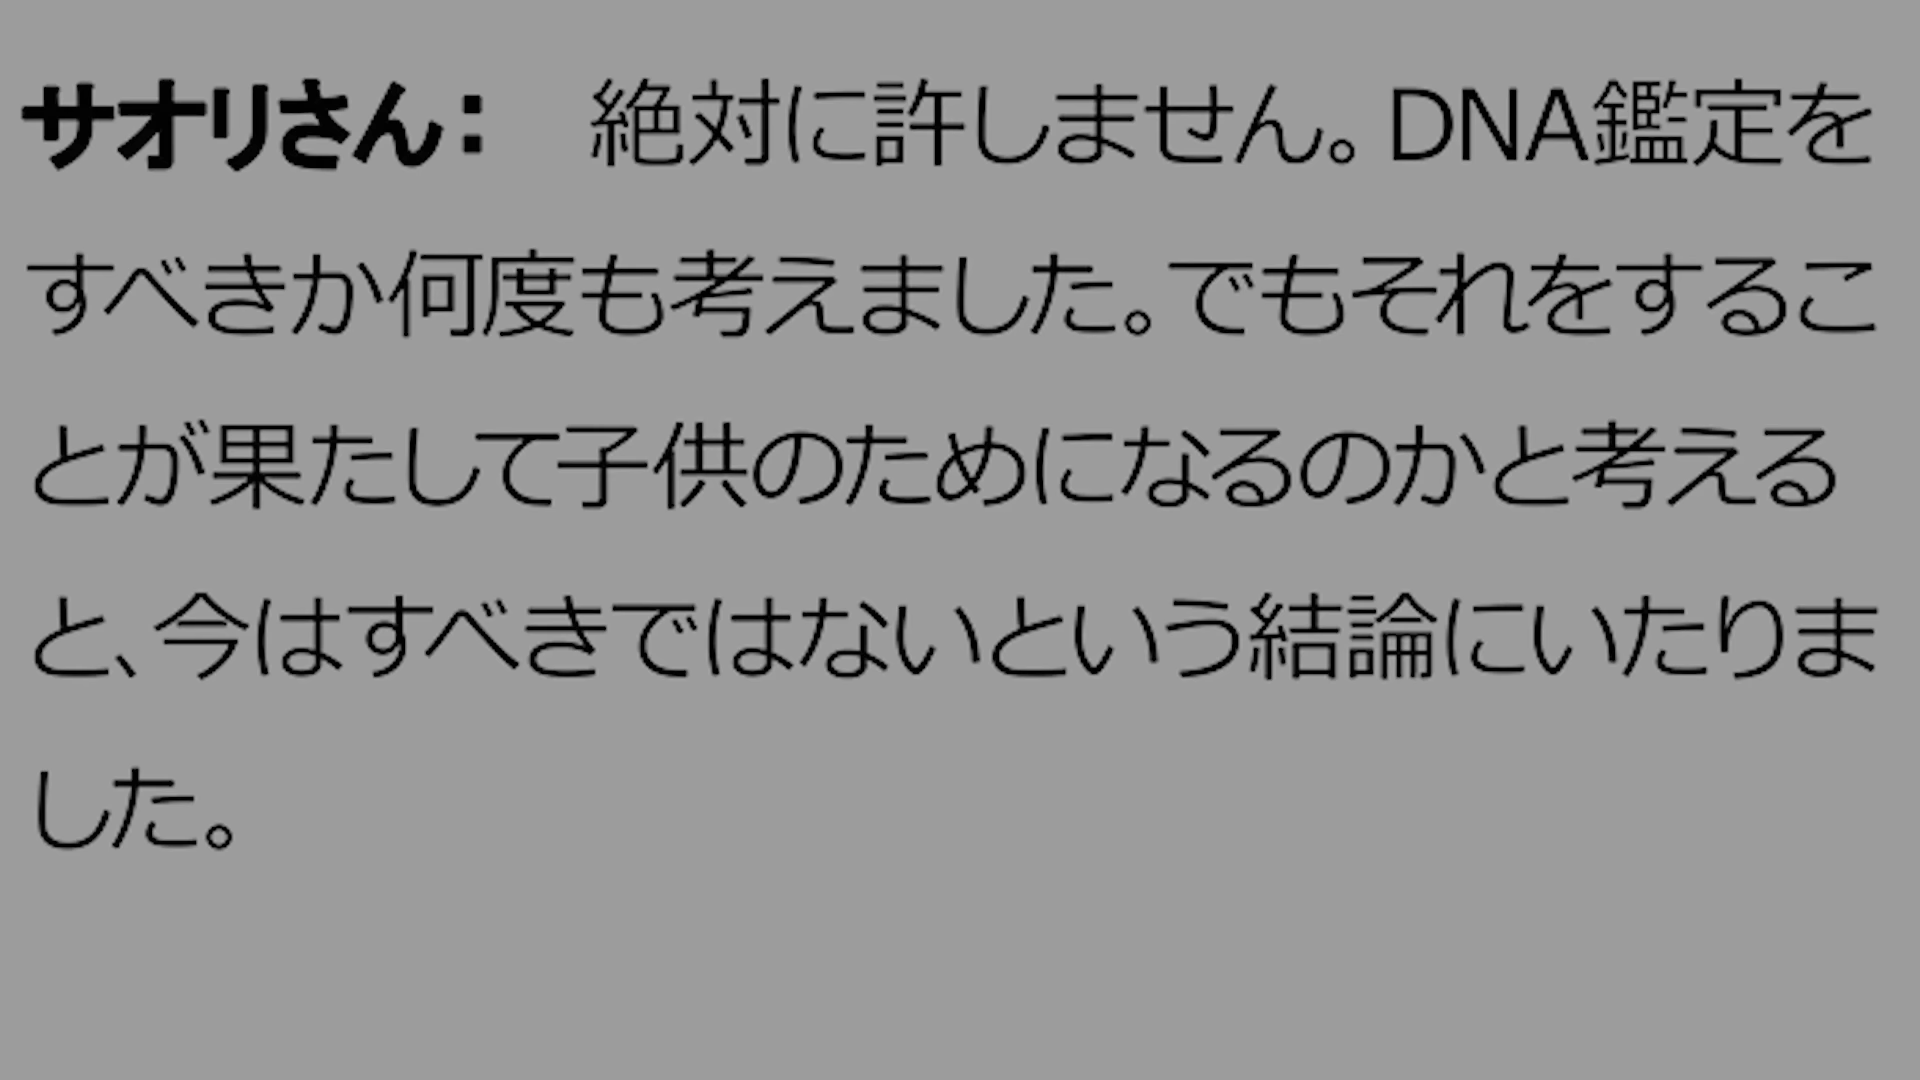 サオリさん：　絶対に許しません。DNA鑑定を
すべきか何度も考えました。でもそれをするこ
とが果たして子供のためになるのかと考える
と、今はすべきではないという結論にいたりま
した。